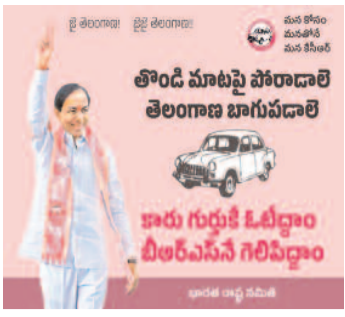 జై తెలంగాణ! జైజై తెలంగాణ!
మన కోసం
మనతోనే
మన కేసీఆర్
తొండి మాటపై పోరాడాలె
తెలంగాణ బాగుపడాలె
కారు గుర్తుకే ఓటేద్దాం
బీఆర్ఎస్‌నే గెలిపిద్దాం
భారత రాష్ట్ర సమితి